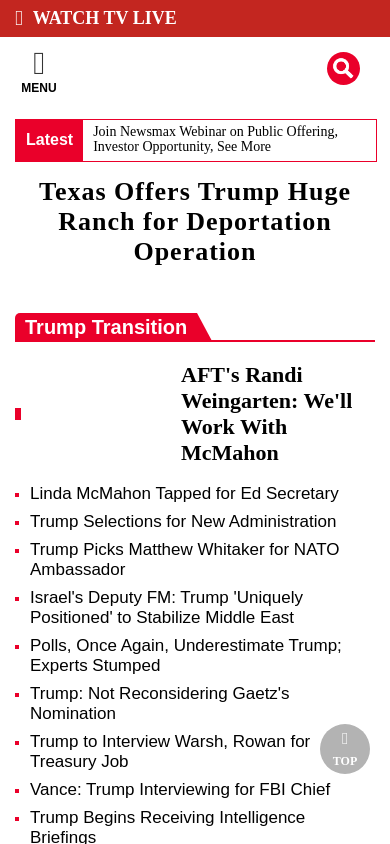 WATCH TV LIVE
MENU
Latest
Join Newsmax Webinar on Public Offering,
Investor Opportunity, See More
Texas Offers Trump Huge
Ranch for Deportation
Operation
Trump Transition
AFT's Randi
Weingarten: We'll
Work With
McMahon
Linda McMahon Tapped for Ed Secretary
Trump Selections for New Administration
Trump Picks Matthew Whitaker for NATO
Ambassador
Israel's Deputy FM: Trump 'Uniquely
Positioned' to Stabilize Middle East
Polls, Once Again, Underestimate Trump;
Experts Stumped
Trump: Not Reconsidering Gaetz's
Nomination
Trump to Interview Warsh, Rowan for
Treasury Job
TOP
Vance: Trump Interviewing for FBI Chief
Trump Begins Receiving Intelligence
Briefings